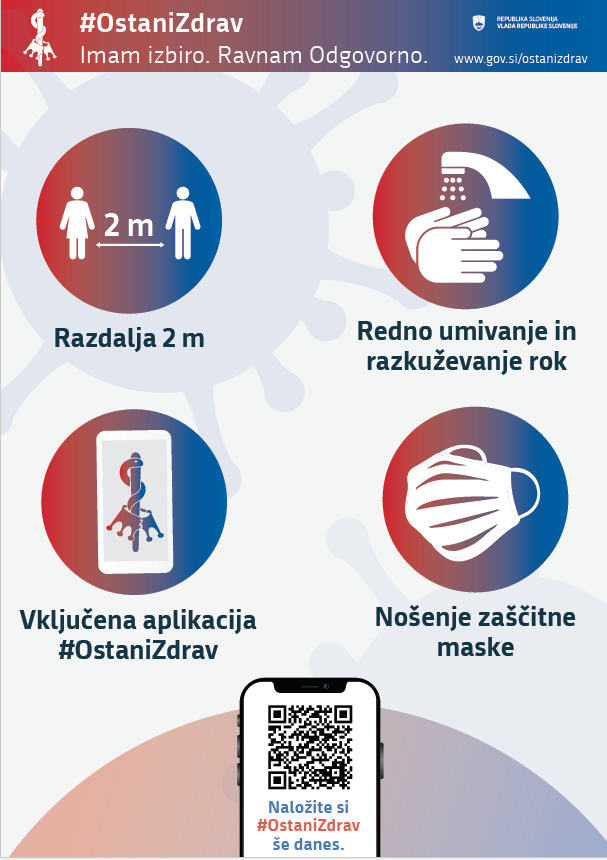 #OstaniZdrav
Imam izbiro. Ravnam Odgovorno.
REPUBLIKA SLOVENIJA
VLADA REPUBLIKE SLOVENIJE
www.gov.si/ostanizdrav
2 m
Razdalja 2 m
Redno umivanje in
razkuževanje rok
Vključena aplikacija
#OstaniZdrav
Nošenje zaščitne
maske
Naložite si
#OstaniZdrav
še danes.